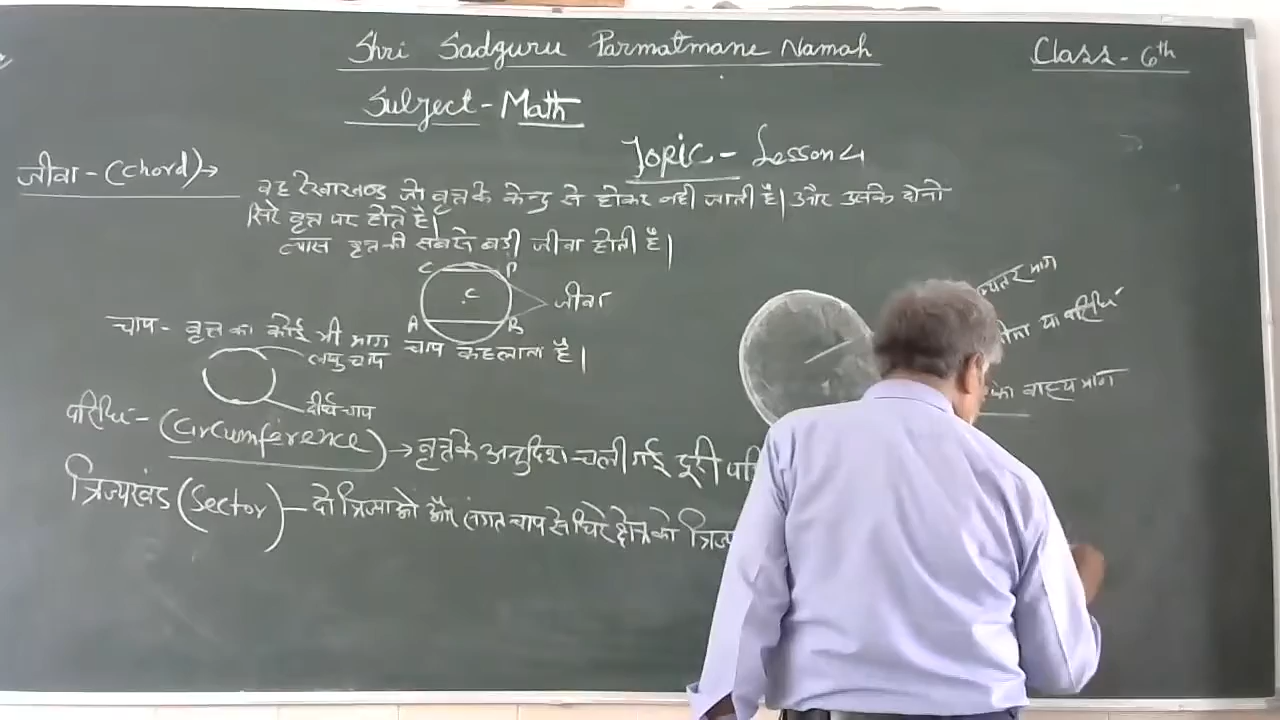 Shri Sadguru Parmatmane Namah
Class - 6th
Subject - Math
Topic - Lesson 4
जीवा - (chord) →
वह रेखाखण्ड जो वृत्त के केन्द्र से होकर नही जाती है। और उसके दोनो
सिरे वृत्त पर होते है।
व्यास वृत्त की सबसे बड़ी जीवा होती है।
C P
C
जीवा
A B
चाप - वृत्त का कोई भी भाग चाप कहलाता है।
लघु चाप
दीर्घ चाप
भाग
या परिधि
का बाह्य भाग
परिधि - (Circumference) → वृत्त के अनुदिश चली गई दूरी
त्रिज्यखंड (Sector) - दो त्रिज्याओ और संगत चाप से घिरे क्षेत्र को